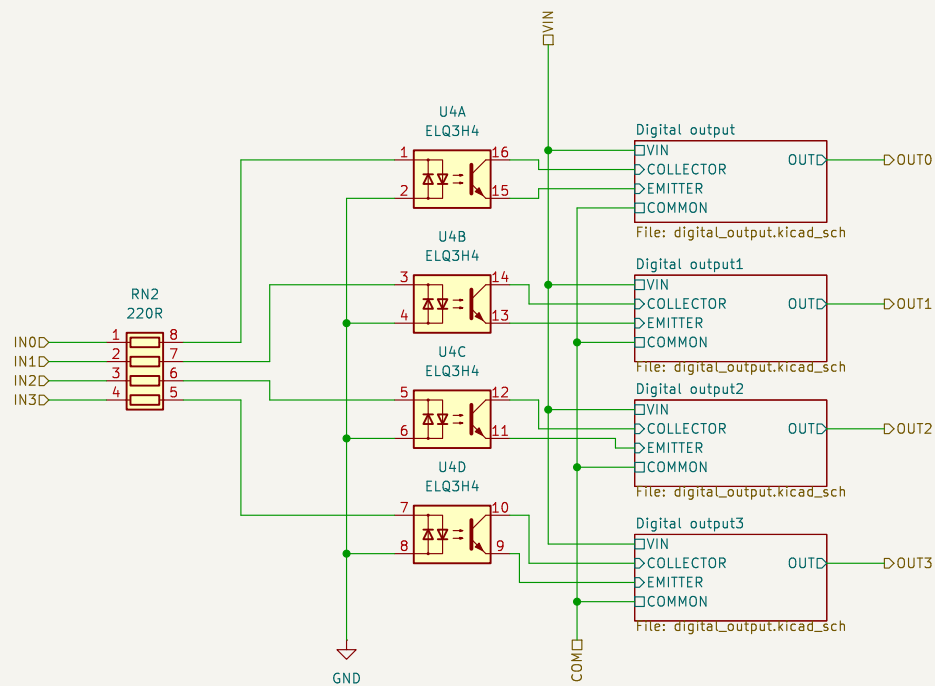 VIN
U4A
ELQ3H4
1
2
16
15
Digital output
VIN
COLLECTOR
EMITTER
COMMON
OUT
OUT0
File: digital_output.kicad_sch
U4B
ELQ3H4
3
4
14
13
Digital output1
VIN
COLLECTOR
EMITTER
COMMON
OUT
OUT1
File: digital_output.kicad_sch
RN2
220R
IN0
IN1
IN2
IN3
1
2
3
4
8
7
6
5
U4C
ELQ3H4
5
6
12
11
Digital output2
VIN
COLLECTOR
EMITTER
COMMON
OUT
OUT2
File: digital_output.kicad_sch
U4D
ELQ3H4
7
8
10
9
Digital output3
VIN
COLLECTOR
EMITTER
COMMON
OUT
OUT3
File: digital_output.kicad_sch
GND
COM